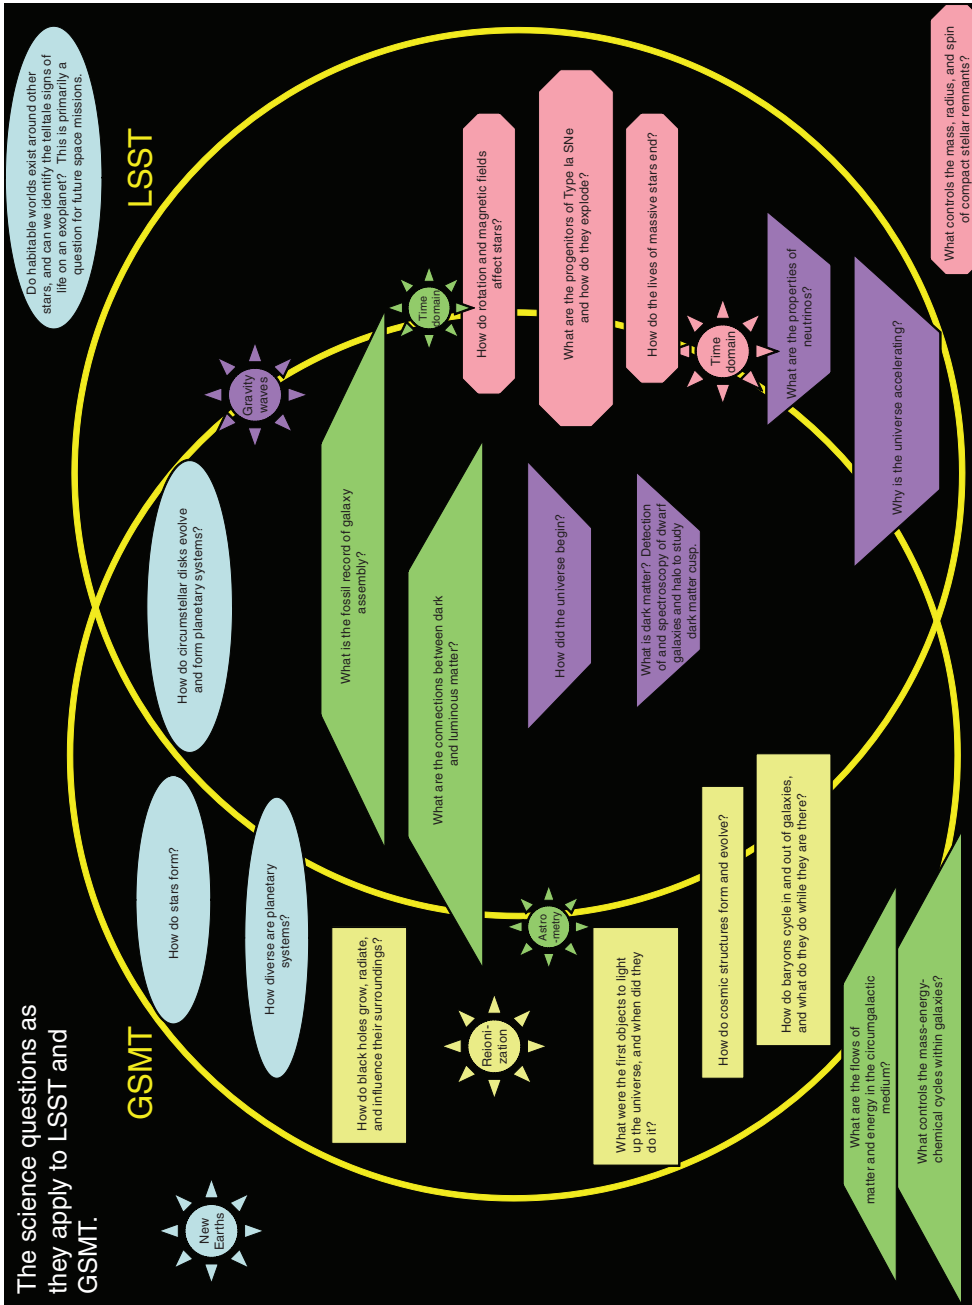 The science questions as
they apply to LSST and
GSMT.
GSMT
LSST
New
Earths
How do stars form?
How diverse are planetary
systems?
How do circumstellar disks evolve
and form planetary systems?
Do habitable worlds exist around other
stars, and can we identify the telltale signs of
life on an exoplanet? This is primarily a
question for future space missions.
Gravity
waves
How do black holes grow, radiate,
and influence their surroundings?
What is the fossil record of galaxy
assembly?
Time
domain
What are the connections between dark
and luminous matter?
How do rotation and magnetic fields
affect stars?
Reioni-
zation
Astro
-metry
How did the universe begin?
What are the progenitors of Type Ia SNe
and how do they explode?
What were the first objects to light
up the universe, and when did they
do it?
What is dark matter? Detection
of and spectroscopy of dwarf
galaxies and halo to study
dark matter cusp.
How do the lives of massive stars end?
How do cosmic structures form and evolve?
Time
domain
How do baryons cycle in and out of galaxies,
and what do they do while they are there?
What are the properties of
neutrinos?
What are the flows of
matter and energy in the circumgalactic
medium?
Why is the universe accelerating?
What controls the mass-energy-
chemical cycles within galaxies?
What controls the mass, radius, and spin
of compact stellar remnants?